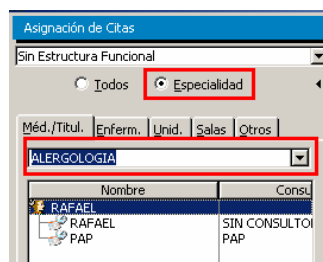 Asignación de Citas
Sin Estructura Funcional
Todos Especialidad
Méd./Titul. Enferm. Unid. Salas Otros
ALERGOLOGIA
Nombre Consu
RAFAEL
RAFAEL SIN CONSULTO
PAP PAP